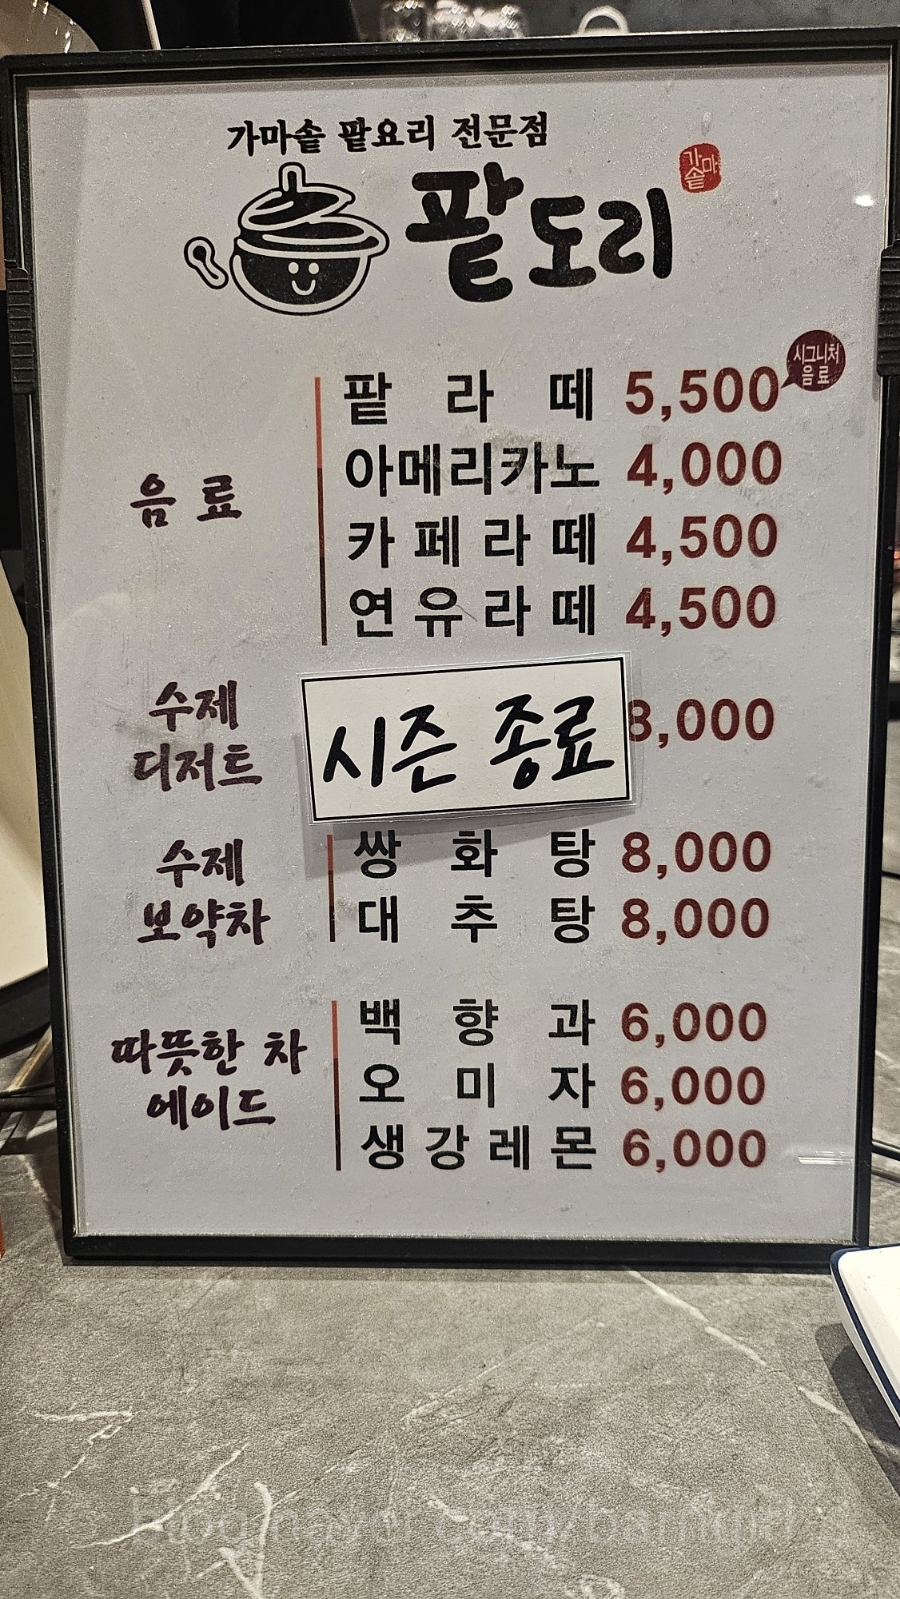 가마솥 팥요리 전문점
팥도리
가마솥
시그니처
음료
음료
팥라떼 5,500
아메리카노 4,000
카페라떼 4,500
연유라떼 4,500
수제
디저트
시즌 종료 8,000
수제
보약차
쌍화탕 8,000
대추탕 8,000
따뜻한 차
에이드
백향과 6,000
오미자 6,000
생강레몬 6,000